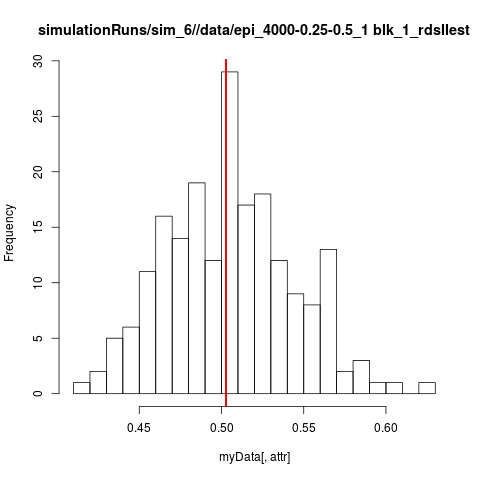 simulationRuns/sim_6//data/epi_4000-0.25-0.5_1 blk_1_rdsIlest
Frequency
30
25
20
15
10
5
0
0.45 0.50 0.55 0.60
myData[, attr]